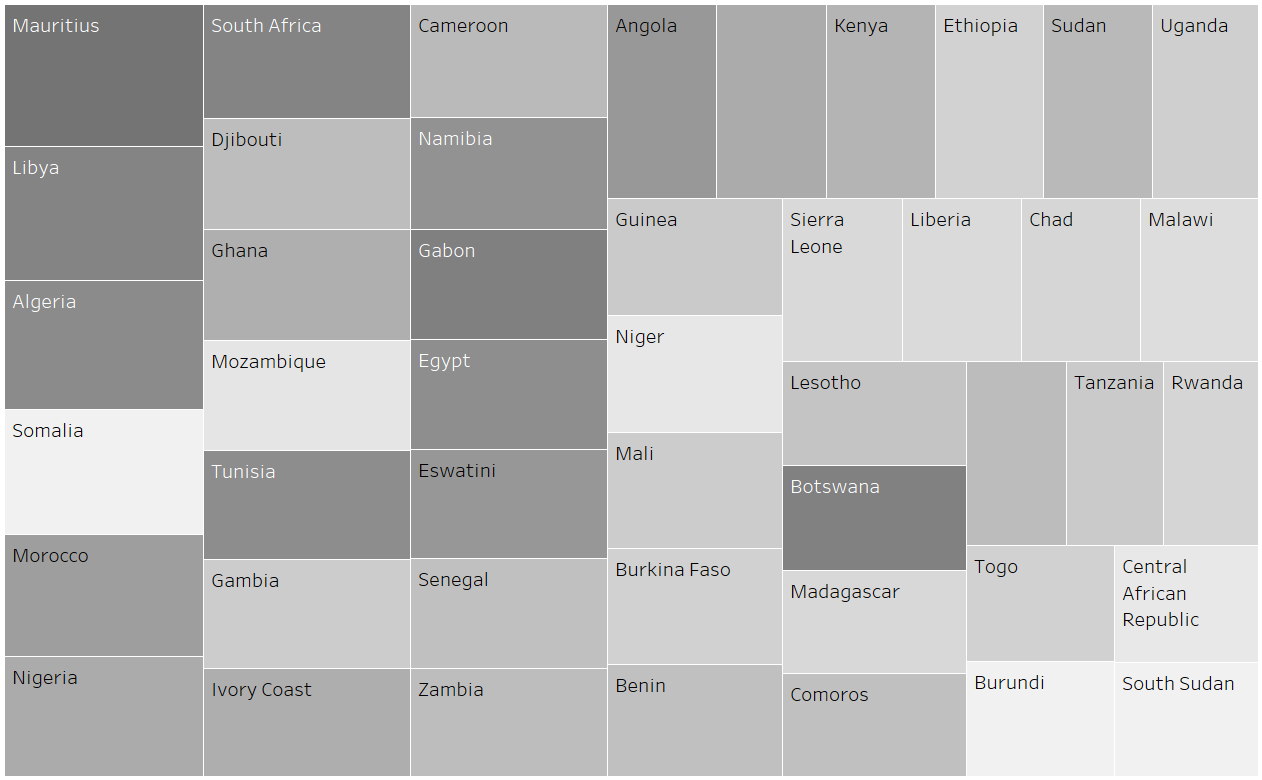 Mauritius
Libya
Algeria
Somalia
Morocco
Nigeria
South Africa
Djibouti
Ghana
Mozambique
Tunisia
Gambia
Ivory Coast
Cameroon
Namibia
Gabon
Egypt
Eswatini
Senegal
Zambia
Angola
Kenya
Ethiopia
Sudan
Uganda
Guinea
Niger
Mali
Burkina Faso
Benin
Sierra
Leone
Liberia
Chad
Malawi
Lesotho
Botswana
Madagascar
Comoros
Tanzania
Rwanda
Togo
Central
African
Republic
Burundi
South Sudan